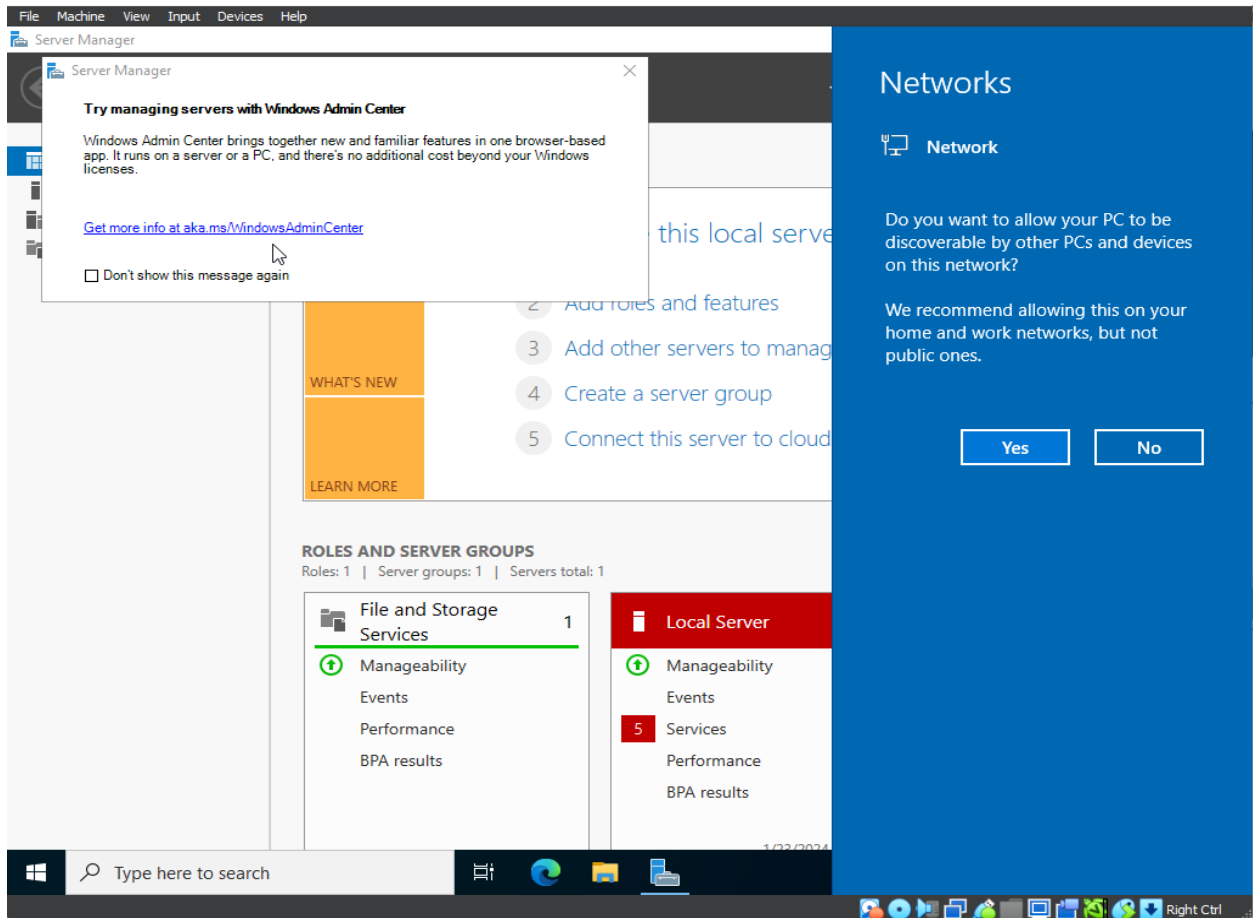 File Machine View Input Devices Help
Server Manager
Server Manager
Try managing servers with Windows Admin Center
Windows Admin Center brings together new and familiar features in one browser-based
app. It runs on a server or a PC, and there's no additional cost beyond your Windows
licenses.
Get more info at aka.ms/WindowsAdminCenter
Don't show this message again
this local serve
2 Add roles and features
3 Add other servers to manag
4 Create a server group
5 Connect this server to cloud
WHAT'S NEW
LEARN MORE
ROLES AND SERVER GROUPS
Roles: 1 | Server groups: 1 | Servers total: 1
File and Storage
Services
1
Manageability
Events
Performance
BPA results
Local Server
Manageability
Events
5 Services
Performance
BPA results
1/23/2024
Networks
Network
Do you want to allow your PC to be
discoverable by other PCs and devices
on this network?
We recommend allowing this on your
home and work networks, but not
public ones.
Yes
No
Type here to search
Right Ctrl